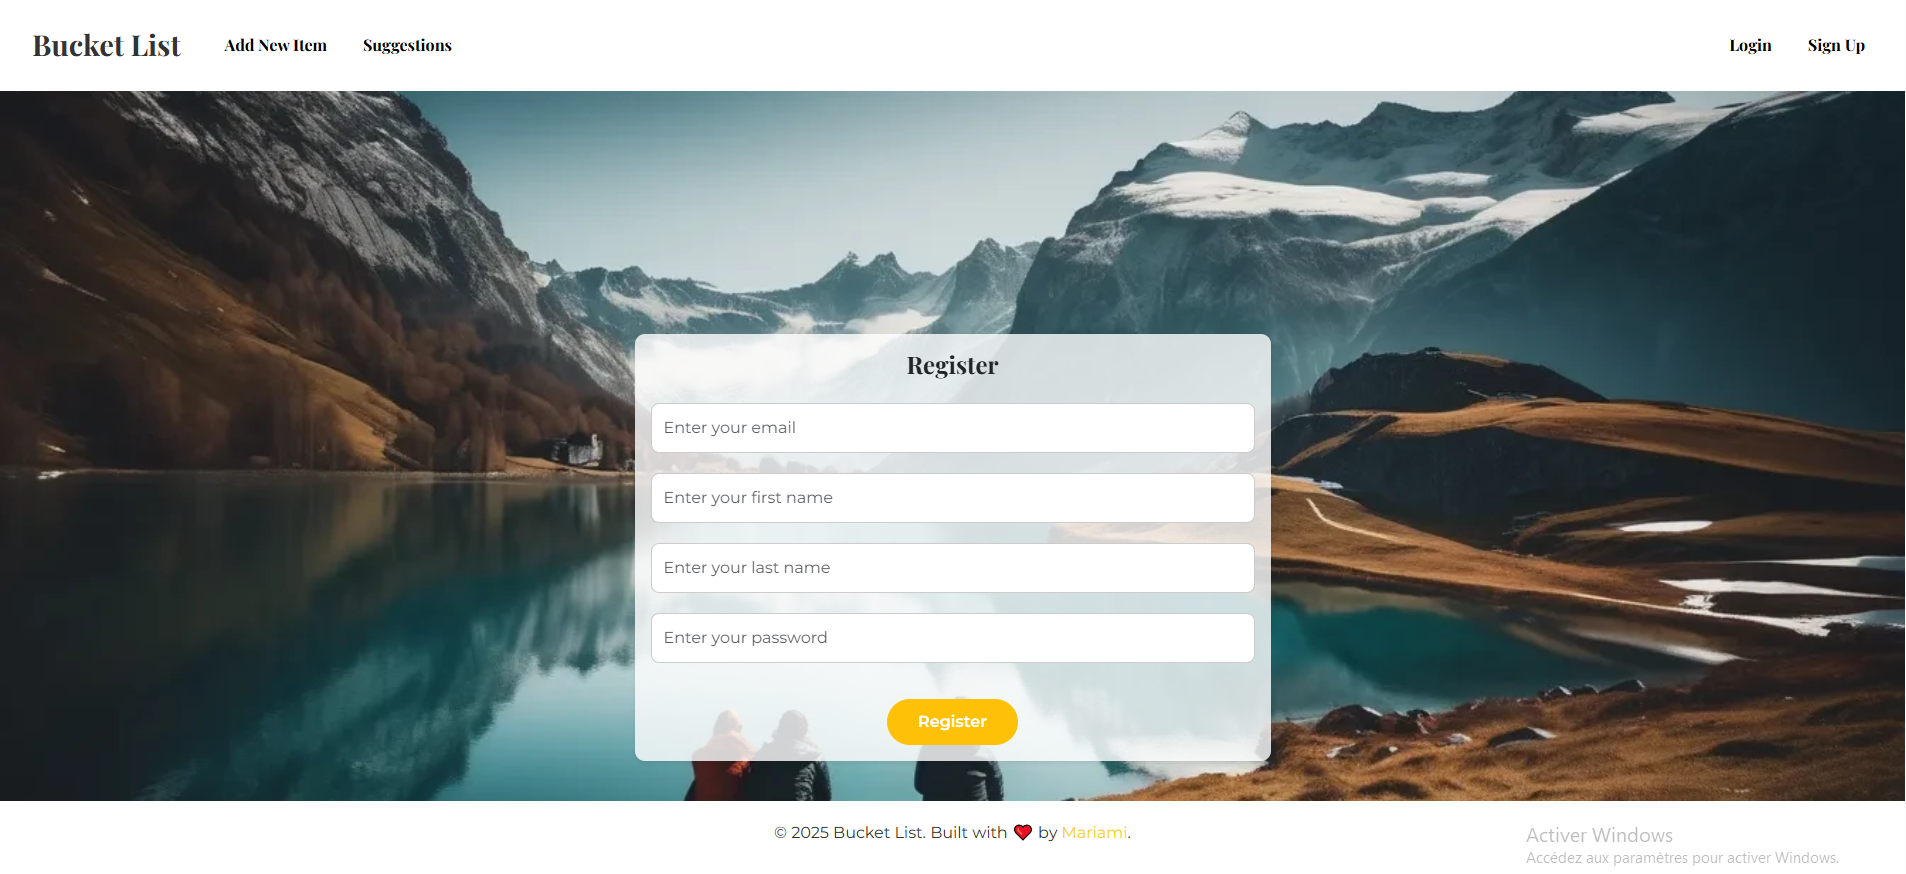 Bucket List
Add New Item
Suggestions
Login
Sign Up
Register
Enter your email
Enter your first name
Enter your last name
Enter your password
Register
© 2025 Bucket List. Built with ❤ by Mariami.
Activer Windows
Accédez aux paramètres pour activer Windows.